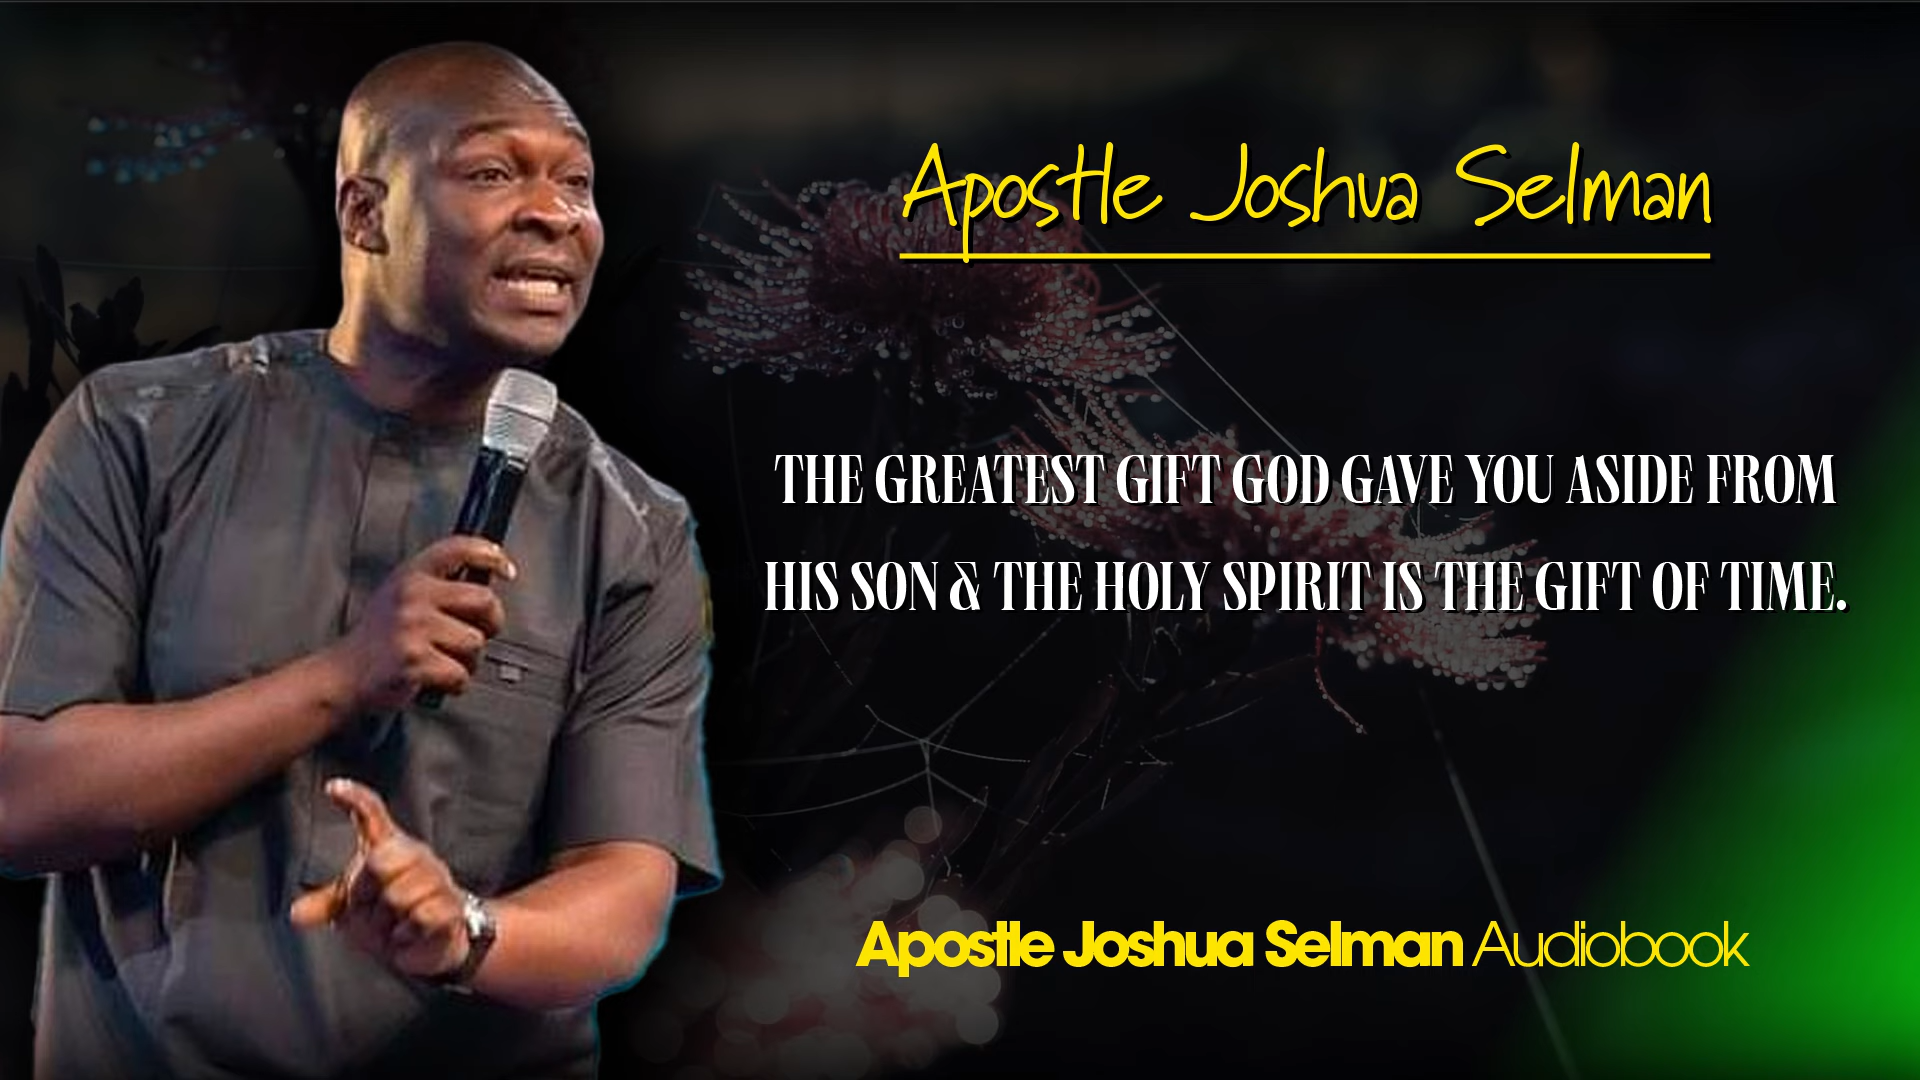 Apostle Joshua Selman
THE GREATEST GIFT GOD GAVE YOU ASIDE FROM
HIS SON & THE HOLY SPIRIT IS THE GIFT OF TIME.
Apostle Joshua Selman Audiobook